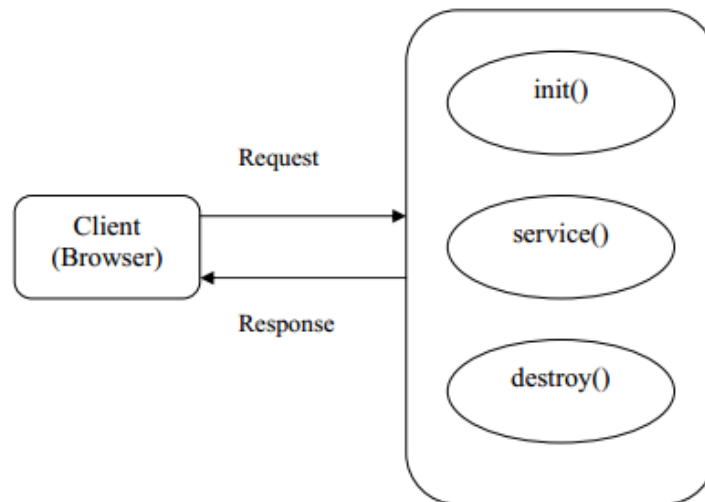 init()
Request
Client
(Browser)
service()
Response
destroy()